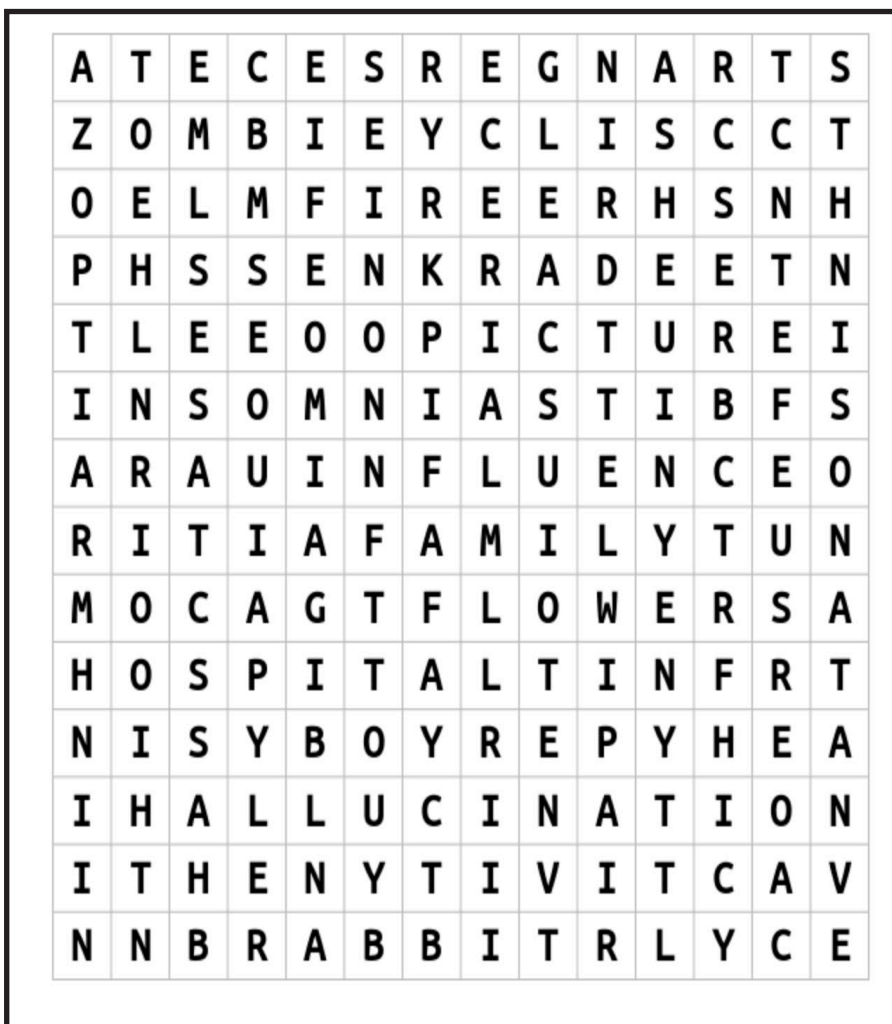 A T E C E S R E G N A R T S
Z O M B I E Y C L I S C C T
O E L M F I R E E R H S N H
P H S S E N K R A D E E T N
T L E E O O P I C T U R E I
I N S O M N I A S T I B F S
A R A U I N F L U E N C E O
R I T I A F A M I L Y T U N
M O C A G T F L O W E R S A
H O S P I T A L T I N F R T
N I S Y B O Y R E P Y H E A
I H A L L U C I N A T I O N
I T H E N Y T I V I T C A V
N N B R A B B I T R L Y C E